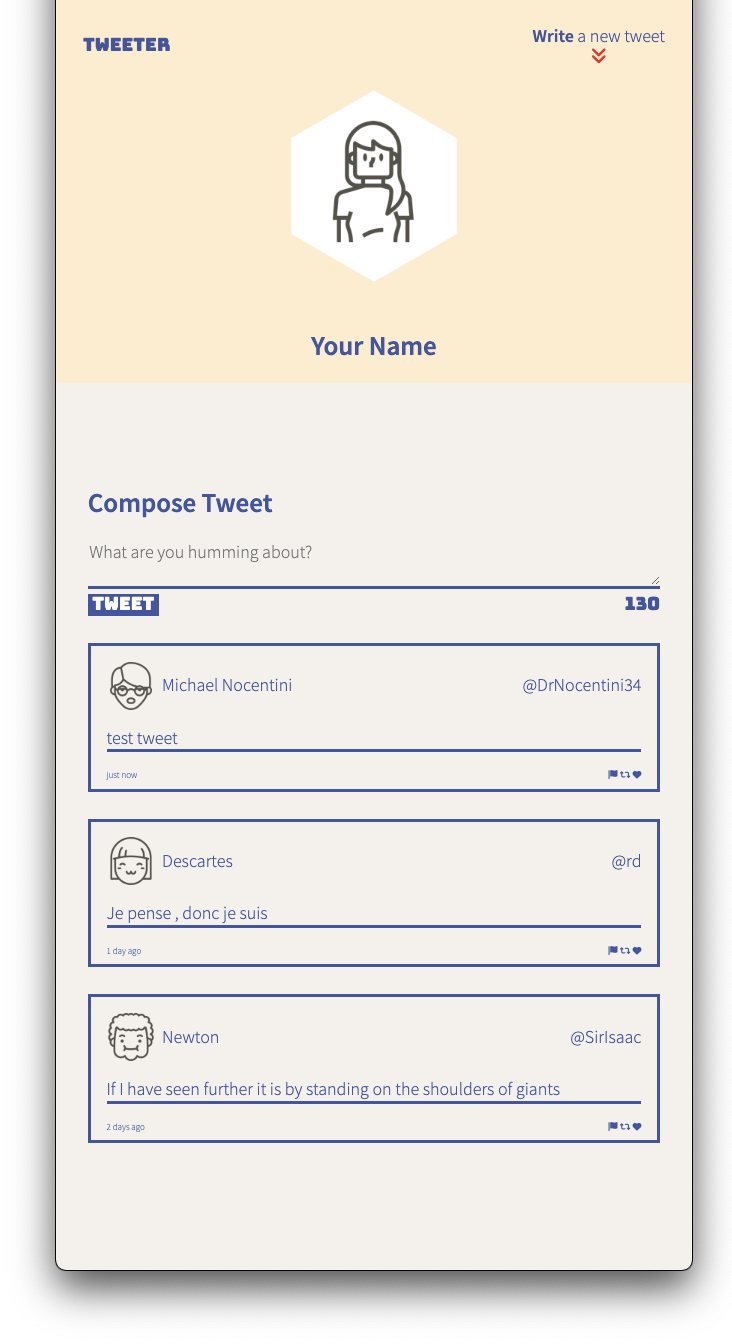 TWEETER
Write a new tweet
Your Name
Compose Tweet
What are you humming about?
TWEET
130
Michael Nocentini
@DrNocentini34
test tweet
just now
Descartes
@rd
Je pense , donc je suis
1 day ago
Newton
@SirIsaac
If I have seen further it is by standing on the shoulders of giants
2 days ago